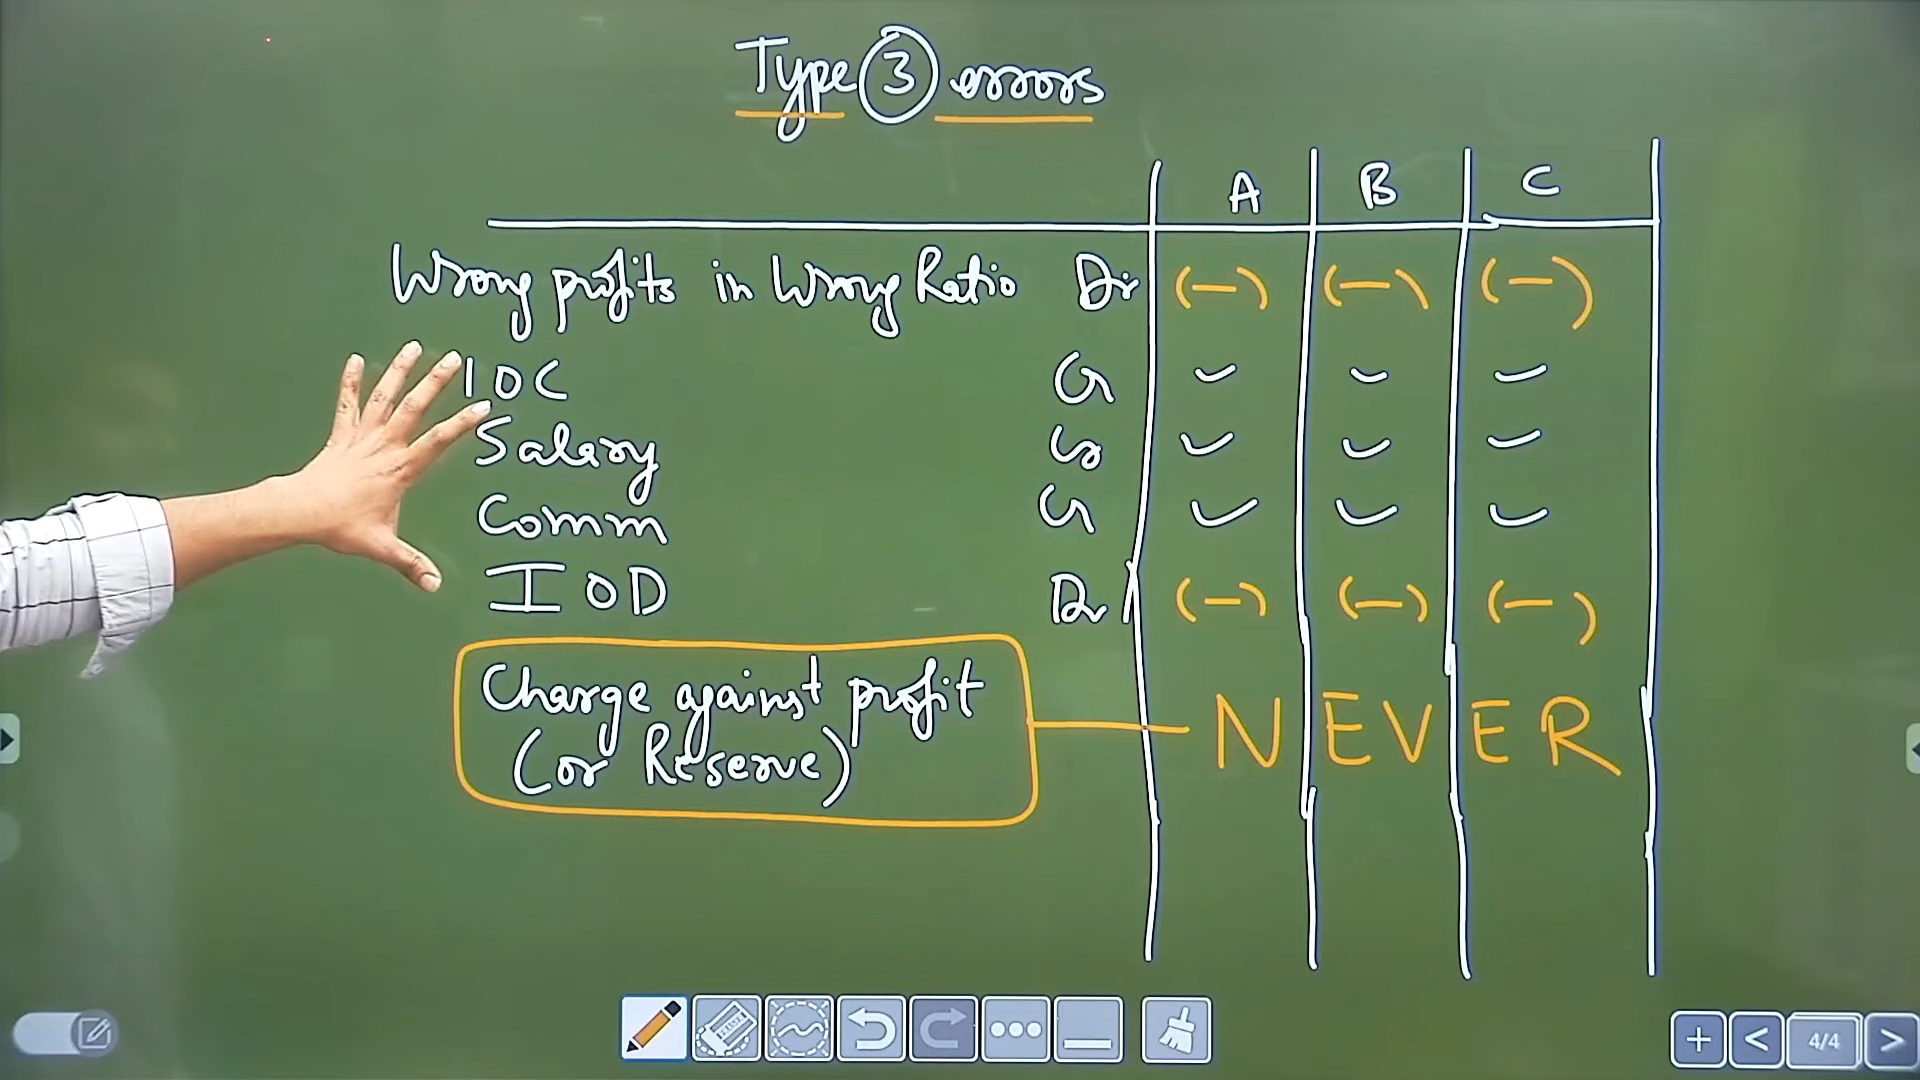 Type 3 errors
A B C
Wrong profits in Wrong Ratio Dr (-) (-) (-)
IOC Cr
Salary Cr
Comm Cr
IOD Dr (-) (-) (-)
Charge against profit NEVER
(or Reserve)
4/4